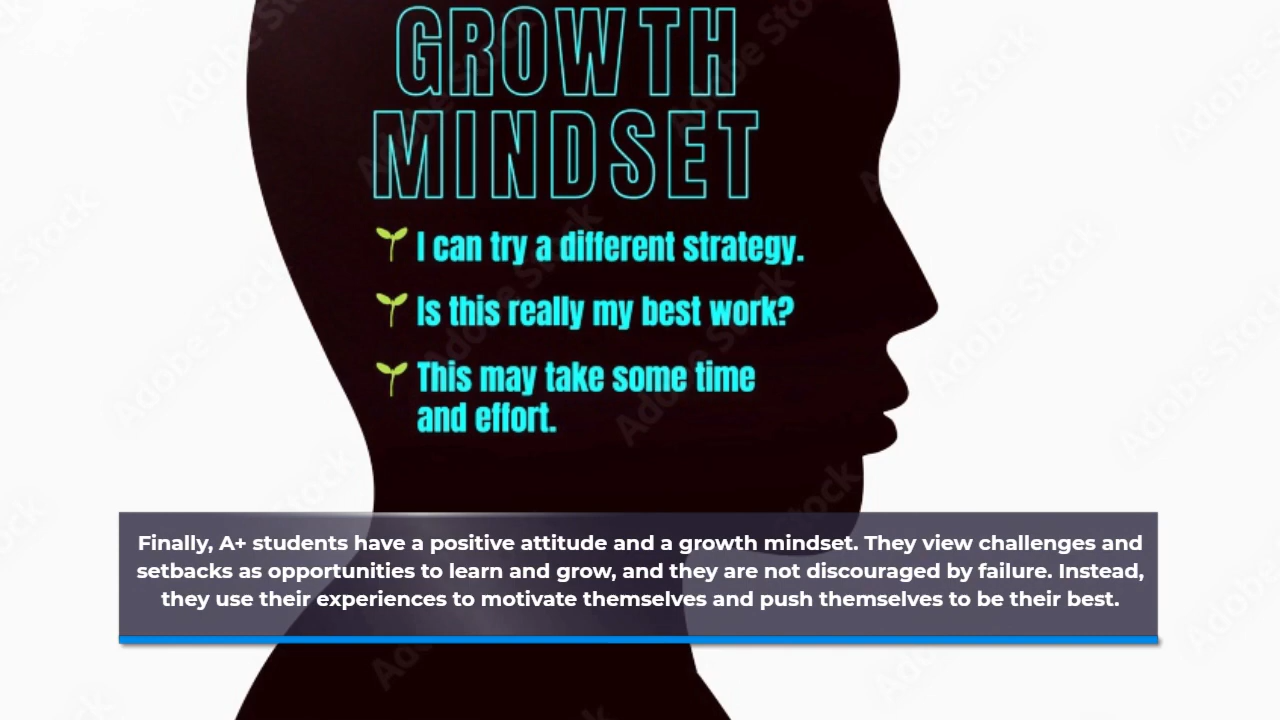 GROWTH
MINDSET
I can try a different strategy.
Is this really my best work?
This may take some time
and effort.
Finally, A+ students have a positive attitude and a growth mindset. They view challenges and
setbacks as opportunities to learn and grow, and they are not discouraged by failure. Instead,
they use their experiences to motivate themselves and push themselves to be their best.
Adobe Stock